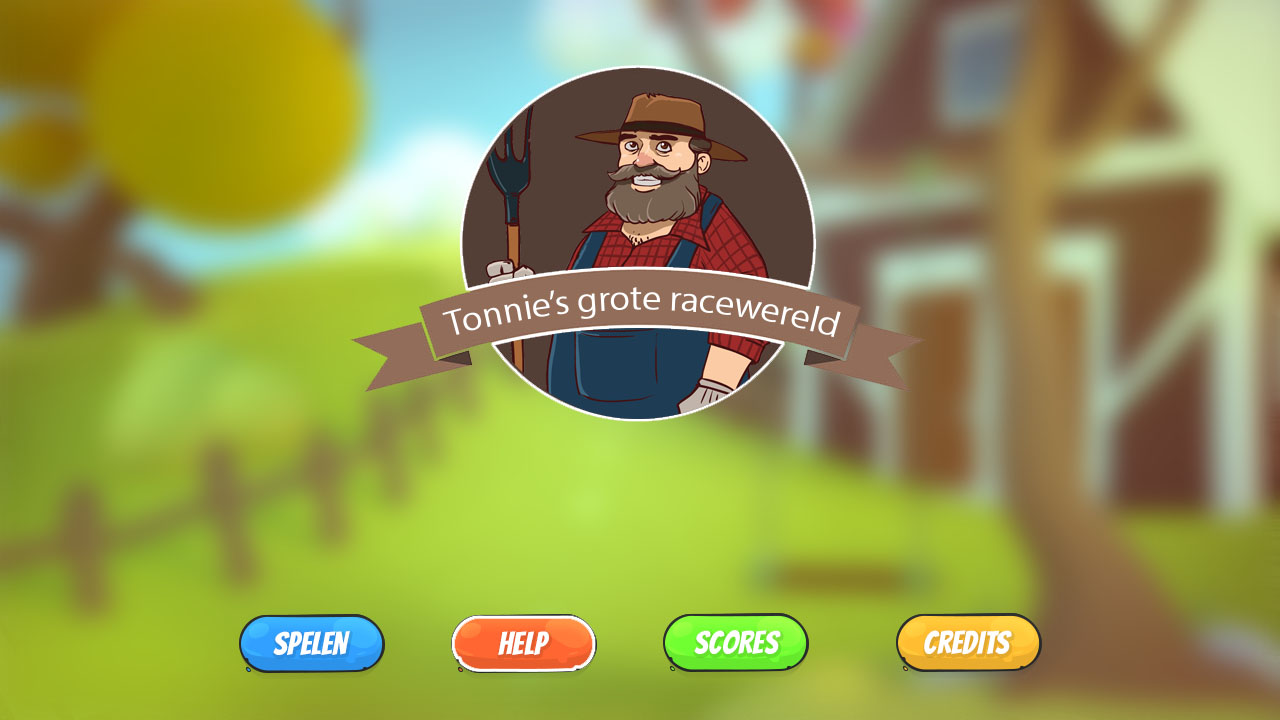 Tonnie's grote racewereld
SPELEN
HELP
SCORES
CREDITS